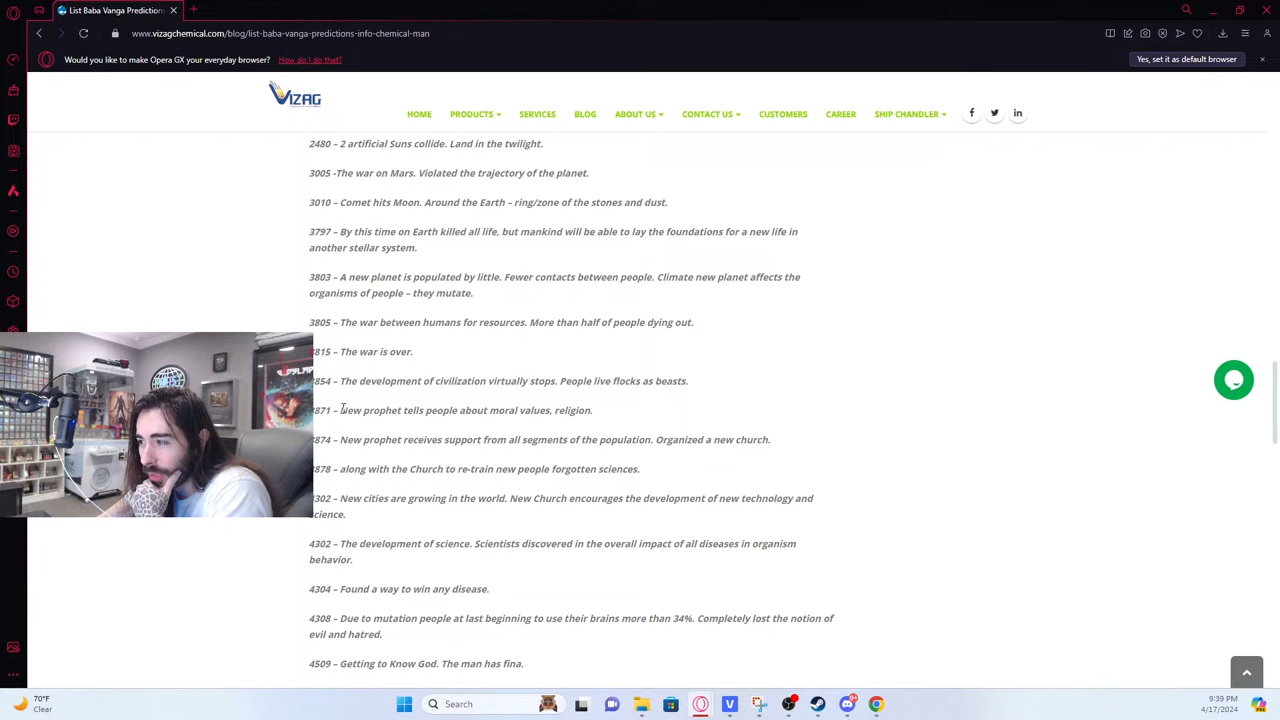 List Baba Vanga Prediction
www.vizagchemical.com/blog/list-baba-vanga-predictions-info-chemical-man
Would you like to make Opera GX your everyday browser? How do I do that?
Yes, set it as default browser
VIZAG
HOME PRODUCTS SERVICES BLOG ABOUT US CONTACT US CUSTOMERS CAREER SHIP CHANDLER
2480 – 2 artificial Suns collide. Land in the twilight.
3005 -The war on Mars. Violated the trajectory of the planet.
3010 – Comet hits Moon. Around the Earth – ring/zone of the stones and dust.
3797 – By this time on Earth killed all life, but mankind will be able to lay the foundations for a new life in
another stellar system.
3803 – A new planet is populated by little. Fewer contacts between people. Climate new planet affects the
organisms of people – they mutate.
3805 – The war between humans for resources. More than half of people dying out.
3815 – The war is over.
3854 – The development of civilization virtually stops. People live flocks as beasts.
3871 – New prophet tells people about moral values, religion.
3874 – New prophet receives support from all segments of the population. Organized a new church.
3878 – along with the Church to re-train new people forgotten sciences.
4302 – New cities are growing in the world. New Church encourages the development of new technology and
science.
4302 – The development of science. Scientists discovered in the overall impact of all diseases in organism
behavior.
4304 – Found a way to win any disease.
4308 – Due to mutation people at last beginning to use their brains more than 34%. Completely lost the notion of
evil and hatred.
4509 – Getting to Know God. The man has fina.
70°F
Clear
Search
9:39 PM
4/17/2024